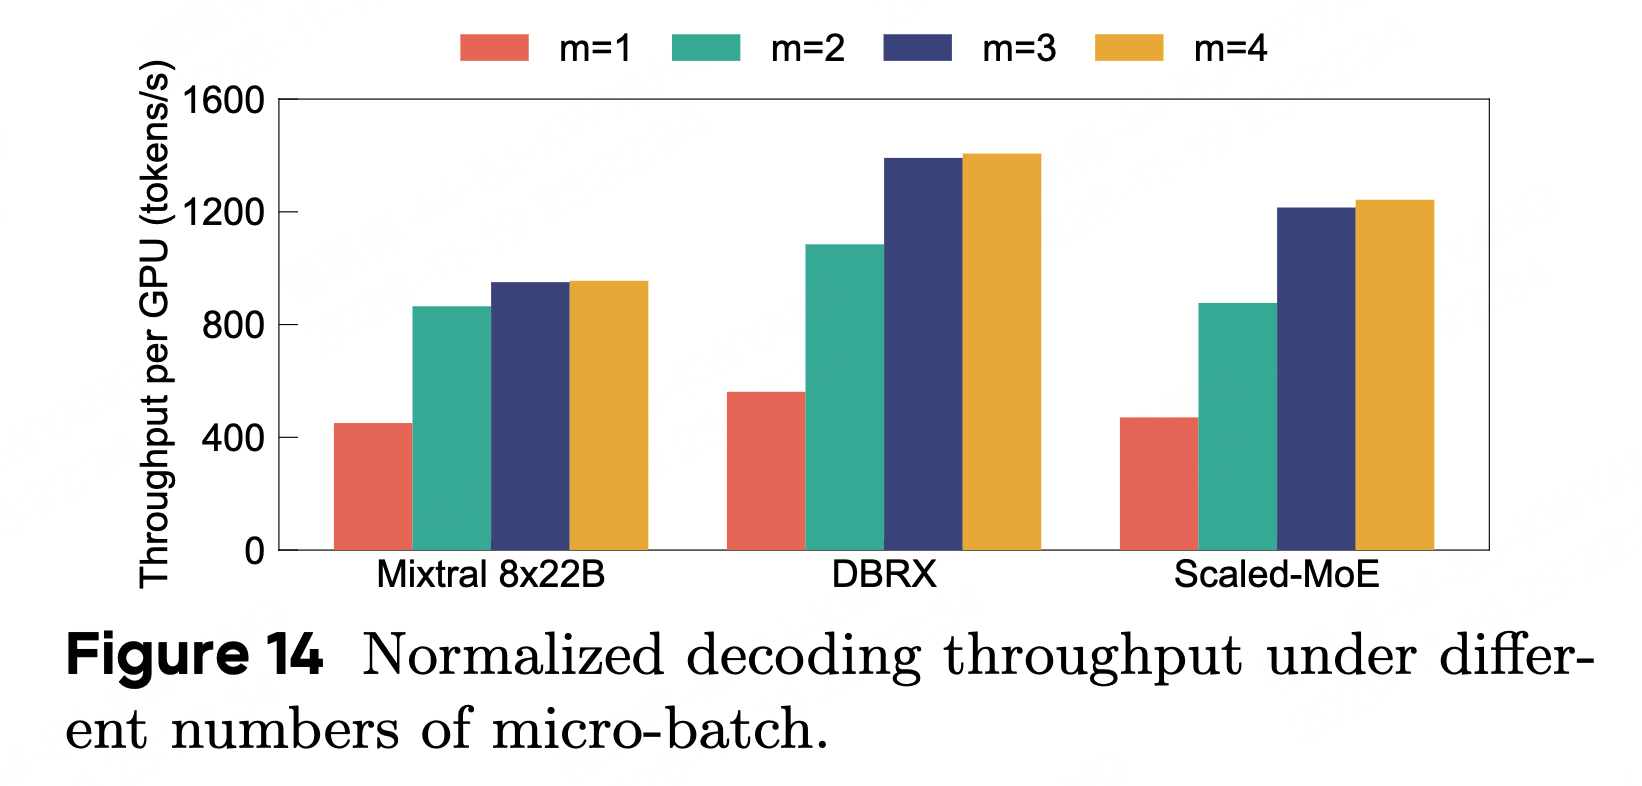 m=1 m=2 m=3 m=4
Throughput per GPU (tokens/s)
1600
1200
800
400
0
Mixtral 8x22B DBRX Scaled-MoE
Figure 14 Normalized decoding throughput under differ-
ent numbers of micro-batch.